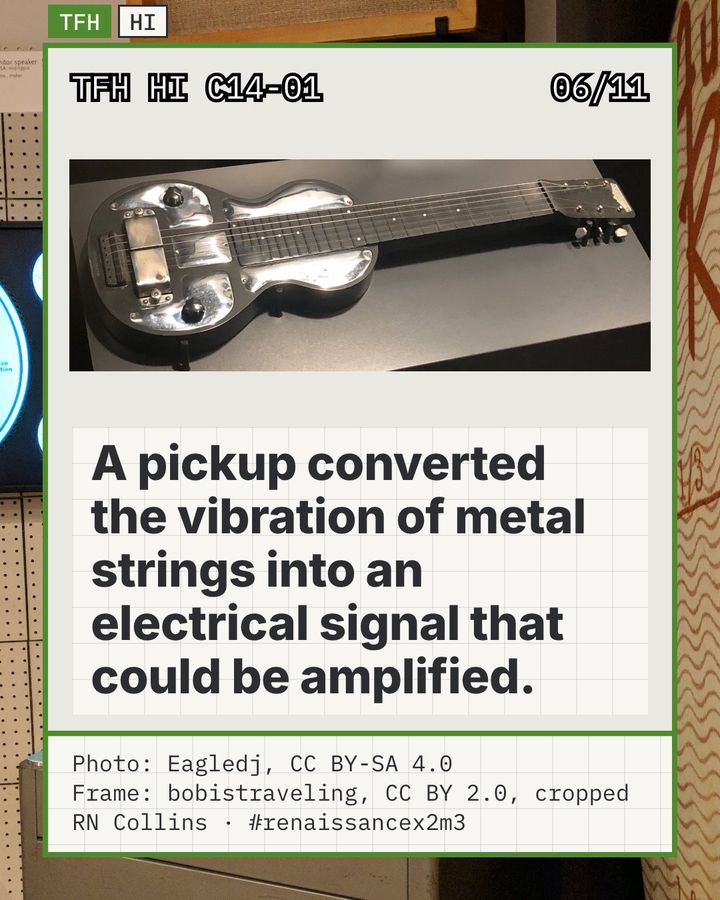 TFH HI
TFH HI C14-01 06/11
A pickup converted
the vibration of metal
strings into an
electrical signal that
could be amplified.
Photo: Eagledj, CC BY-SA 4.0
Frame: bobistraveling, CC BY 2.0, cropped
RN Collins · #renaissancex2m3